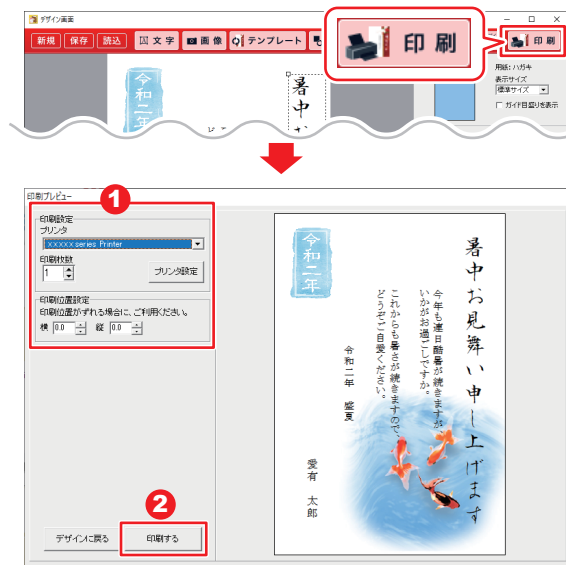 デザイン画面
新規 保存 読込 文字 画像 テンプレート
印刷
印刷
用紙:ハガキ
表示サイズ
標準サイズ
ガイド目盛りを表示
令和二年
暑中お
印刷プレビュー
1
印刷設定
プリンタ
XXXXX series Printer
印刷枚数
1
プリンタ設定
印刷位置設定
印刷位置がずれる場合に、ご利用ください。
横 0.0 縦 0.0
2
デザインに戻る
印刷する
令和二年
暑中お見舞い申し上げます
今年も連日酷暑が続きますが、
いかがお過ごしですか。
これからも暑さが続きますので、
どうぞご自愛ください。
令和二年 盛夏
愛有 太郎